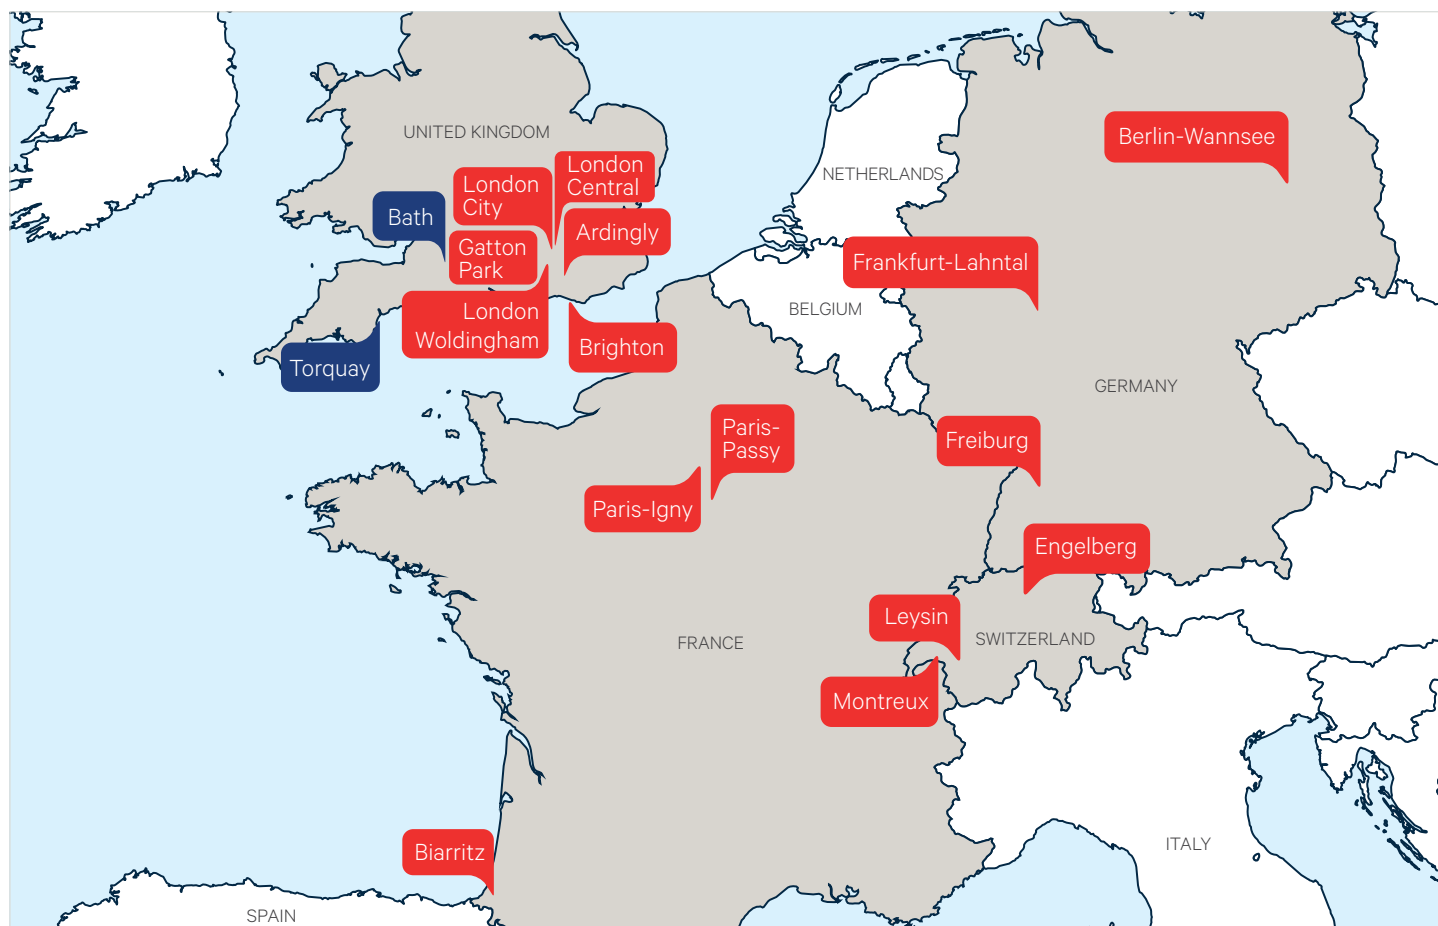 UNITED KINGDOM
Berlin-Wannsee
London
Central
London
City
NETHERLANDS
Bath
Ardingly
Gatton
Park
Frankfurt-Lahntal
London
Woldingham
BELGIUM
Brighton
Torquay
GERMANY
Paris-
Passy
Freiburg
Paris-Igny
Engelberg
Leysin
SWITZERLAND
FRANCE
Montreux
ITALY
Biarritz
SPAIN